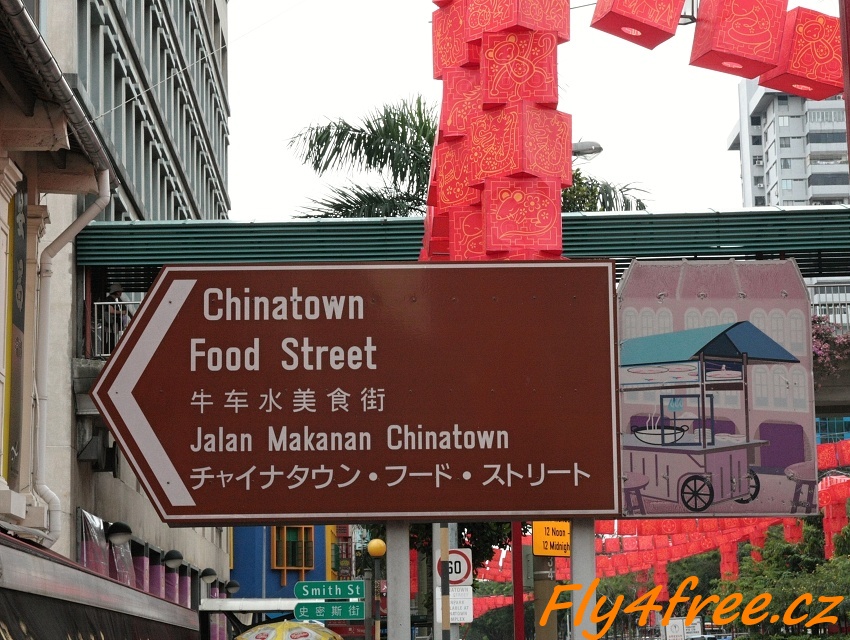 Chinatown
Food Street
牛车水美食街
Jalan Makanan Chinatown
チャイナタウン・フード・ストリート
12 Noon
12 Midnight
60
Smith St
史密斯街
Fly4free.cz